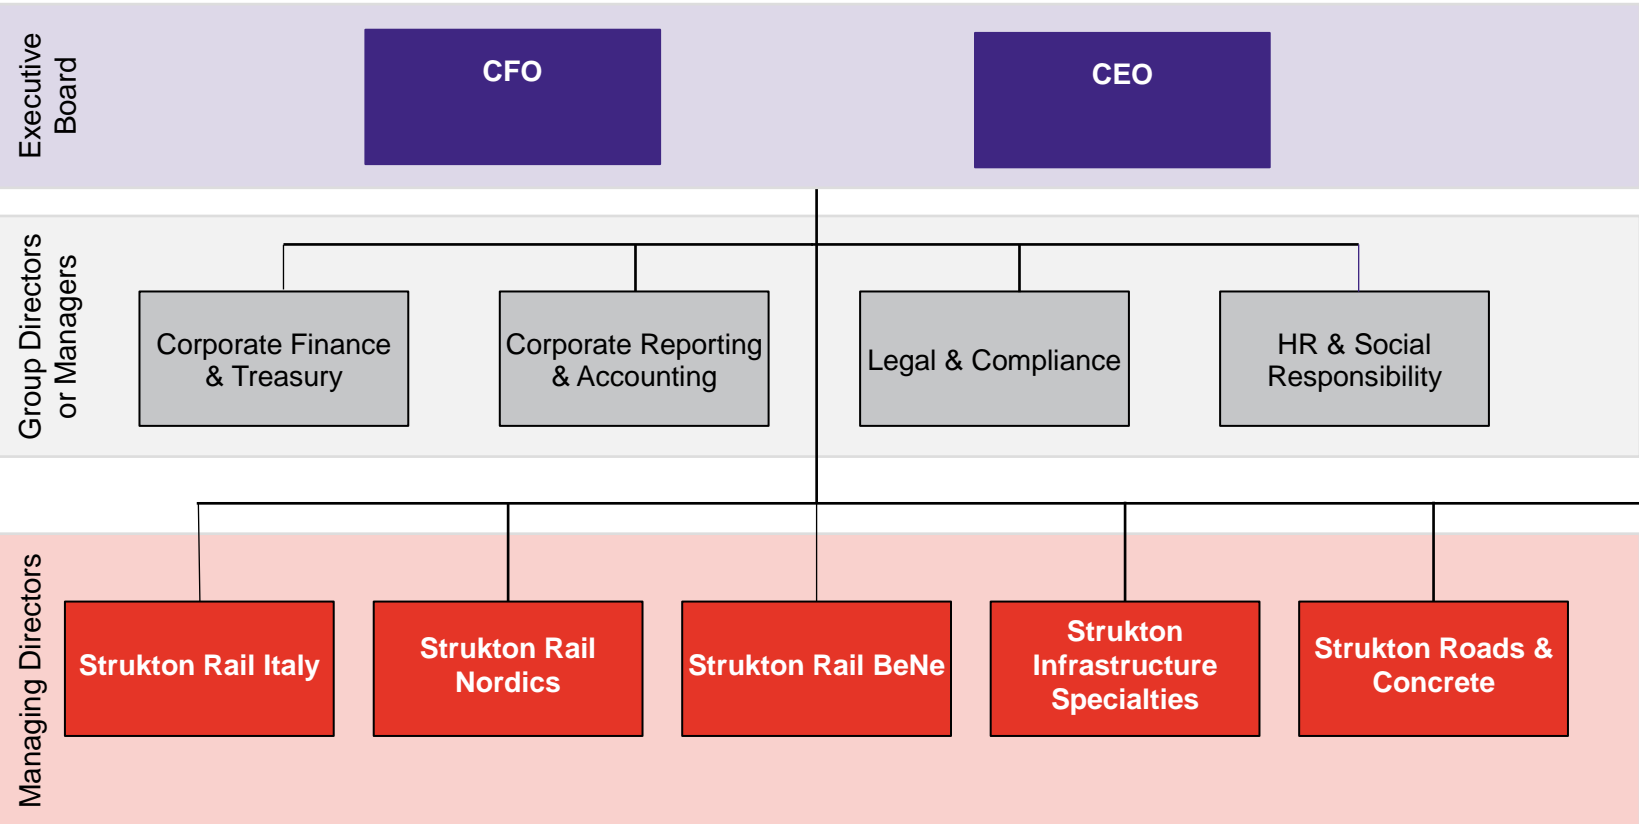 Executive
Board
CFO
CEO
Group Directors
or Managers
Corporate Finance
& Treasury
Corporate Reporting
& Accounting
Legal & Compliance
HR & Social
Responsibility
Managing Directors
Strukton Rail Italy
Strukton Rail
Nordics
Strukton Rail BeNe
Strukton
Infrastructure
Specialties
Strukton Roads &
Concrete